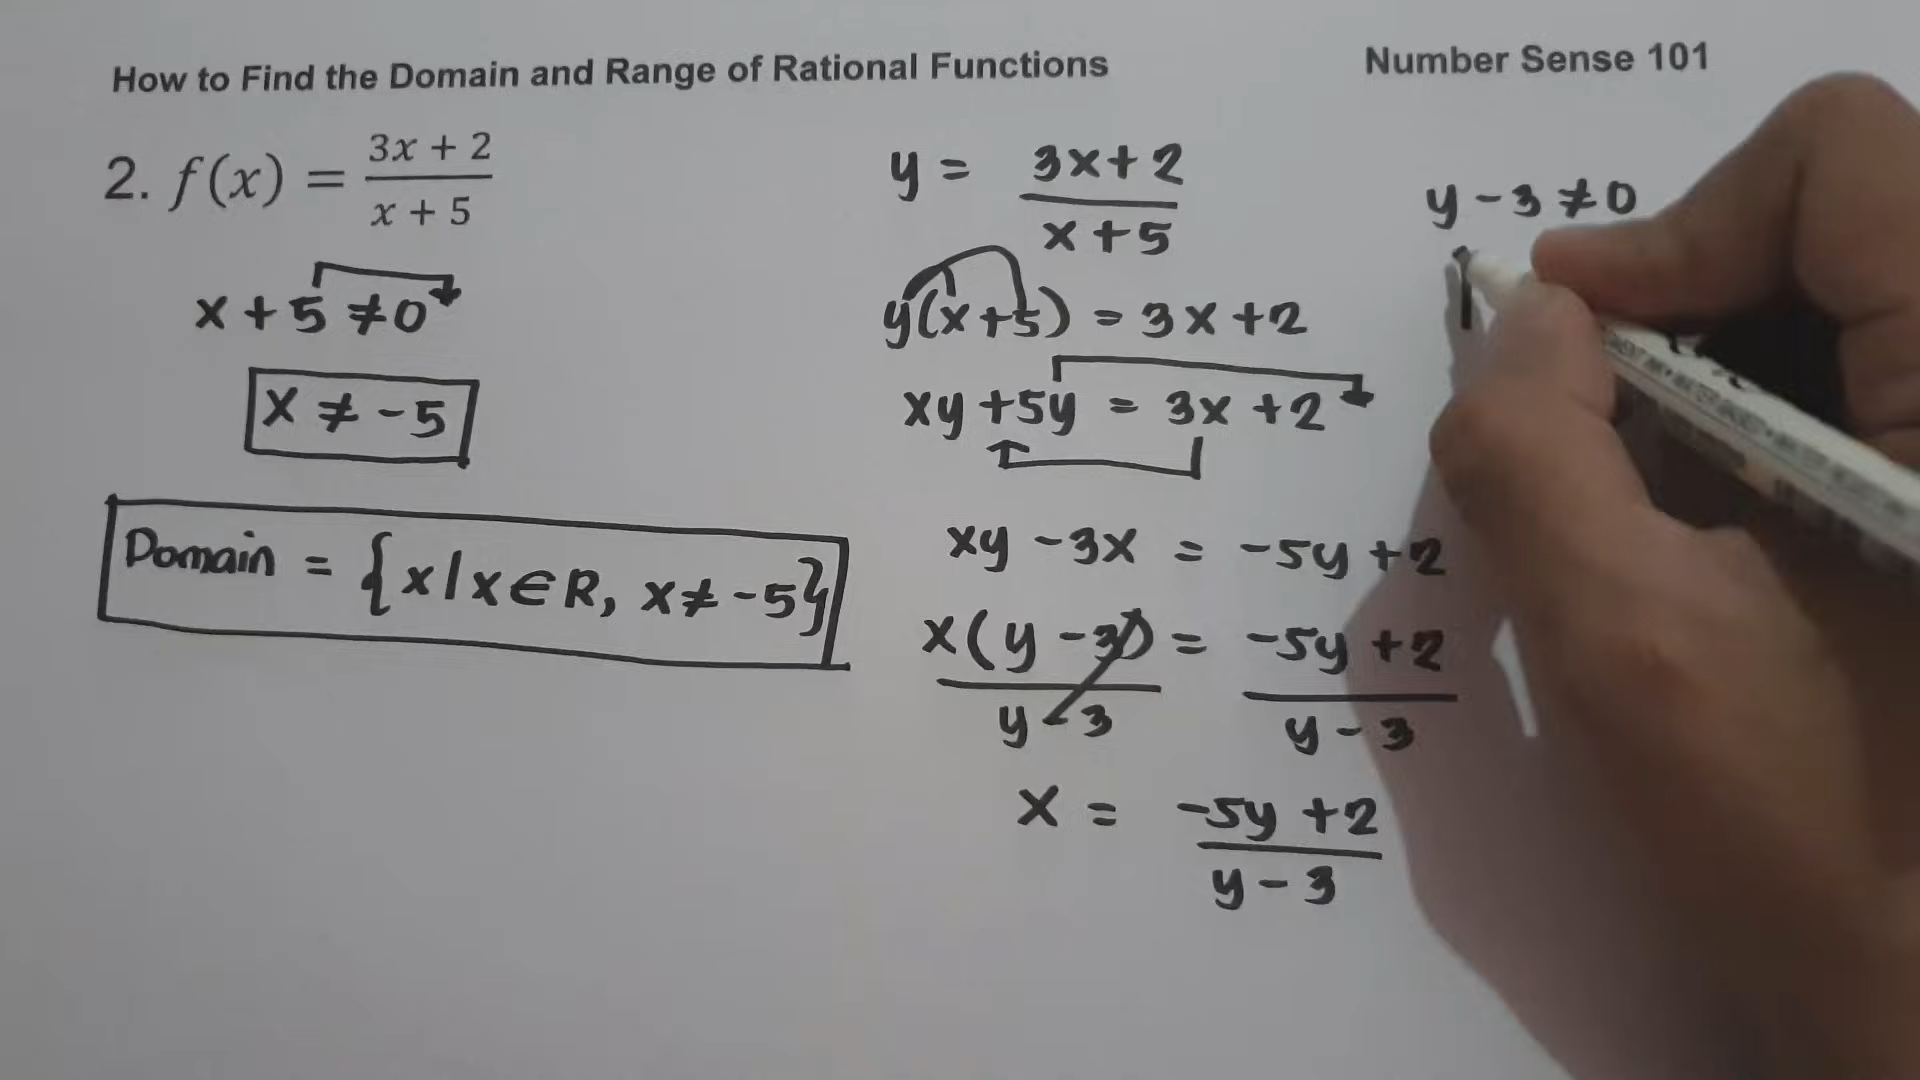 How to Find the Domain and Range of Rational Functions
Number Sense 101
2. f(x) = (3x + 2)/(x + 5)
x + 5 ≠ 0
x ≠ -5
Domain = {x | x ∈ R, x ≠ -5}
y = (3x + 2)/(x + 5)
y(x + 5) = 3x + 2
xy + 5y = 3x + 2
xy - 3x = -5y + 2
x(y - 3)/(y - 3) = (-5y + 2)/(y - 3)
x = (-5y + 2)/(y - 3)
y - 3 ≠ 0